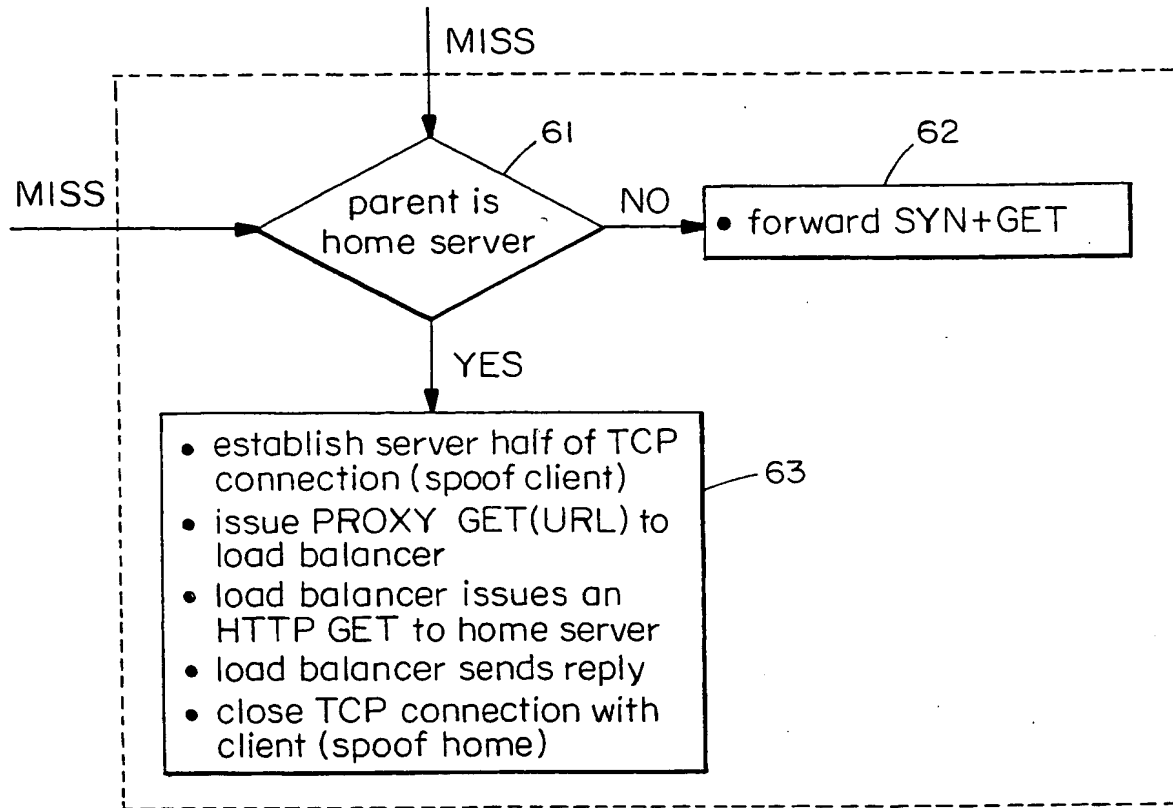 MISS
61
62
MISS
parent is
home server
NO
• forward SYN+GET
YES
• establish server half of TCP
connection (spoof client)
63
• issue PROXY GET(URL) to
load balancer
• load balancer issues an
HTTP GET to home server
• load balancer sends reply
• close TCP connection with
client (spoof home)